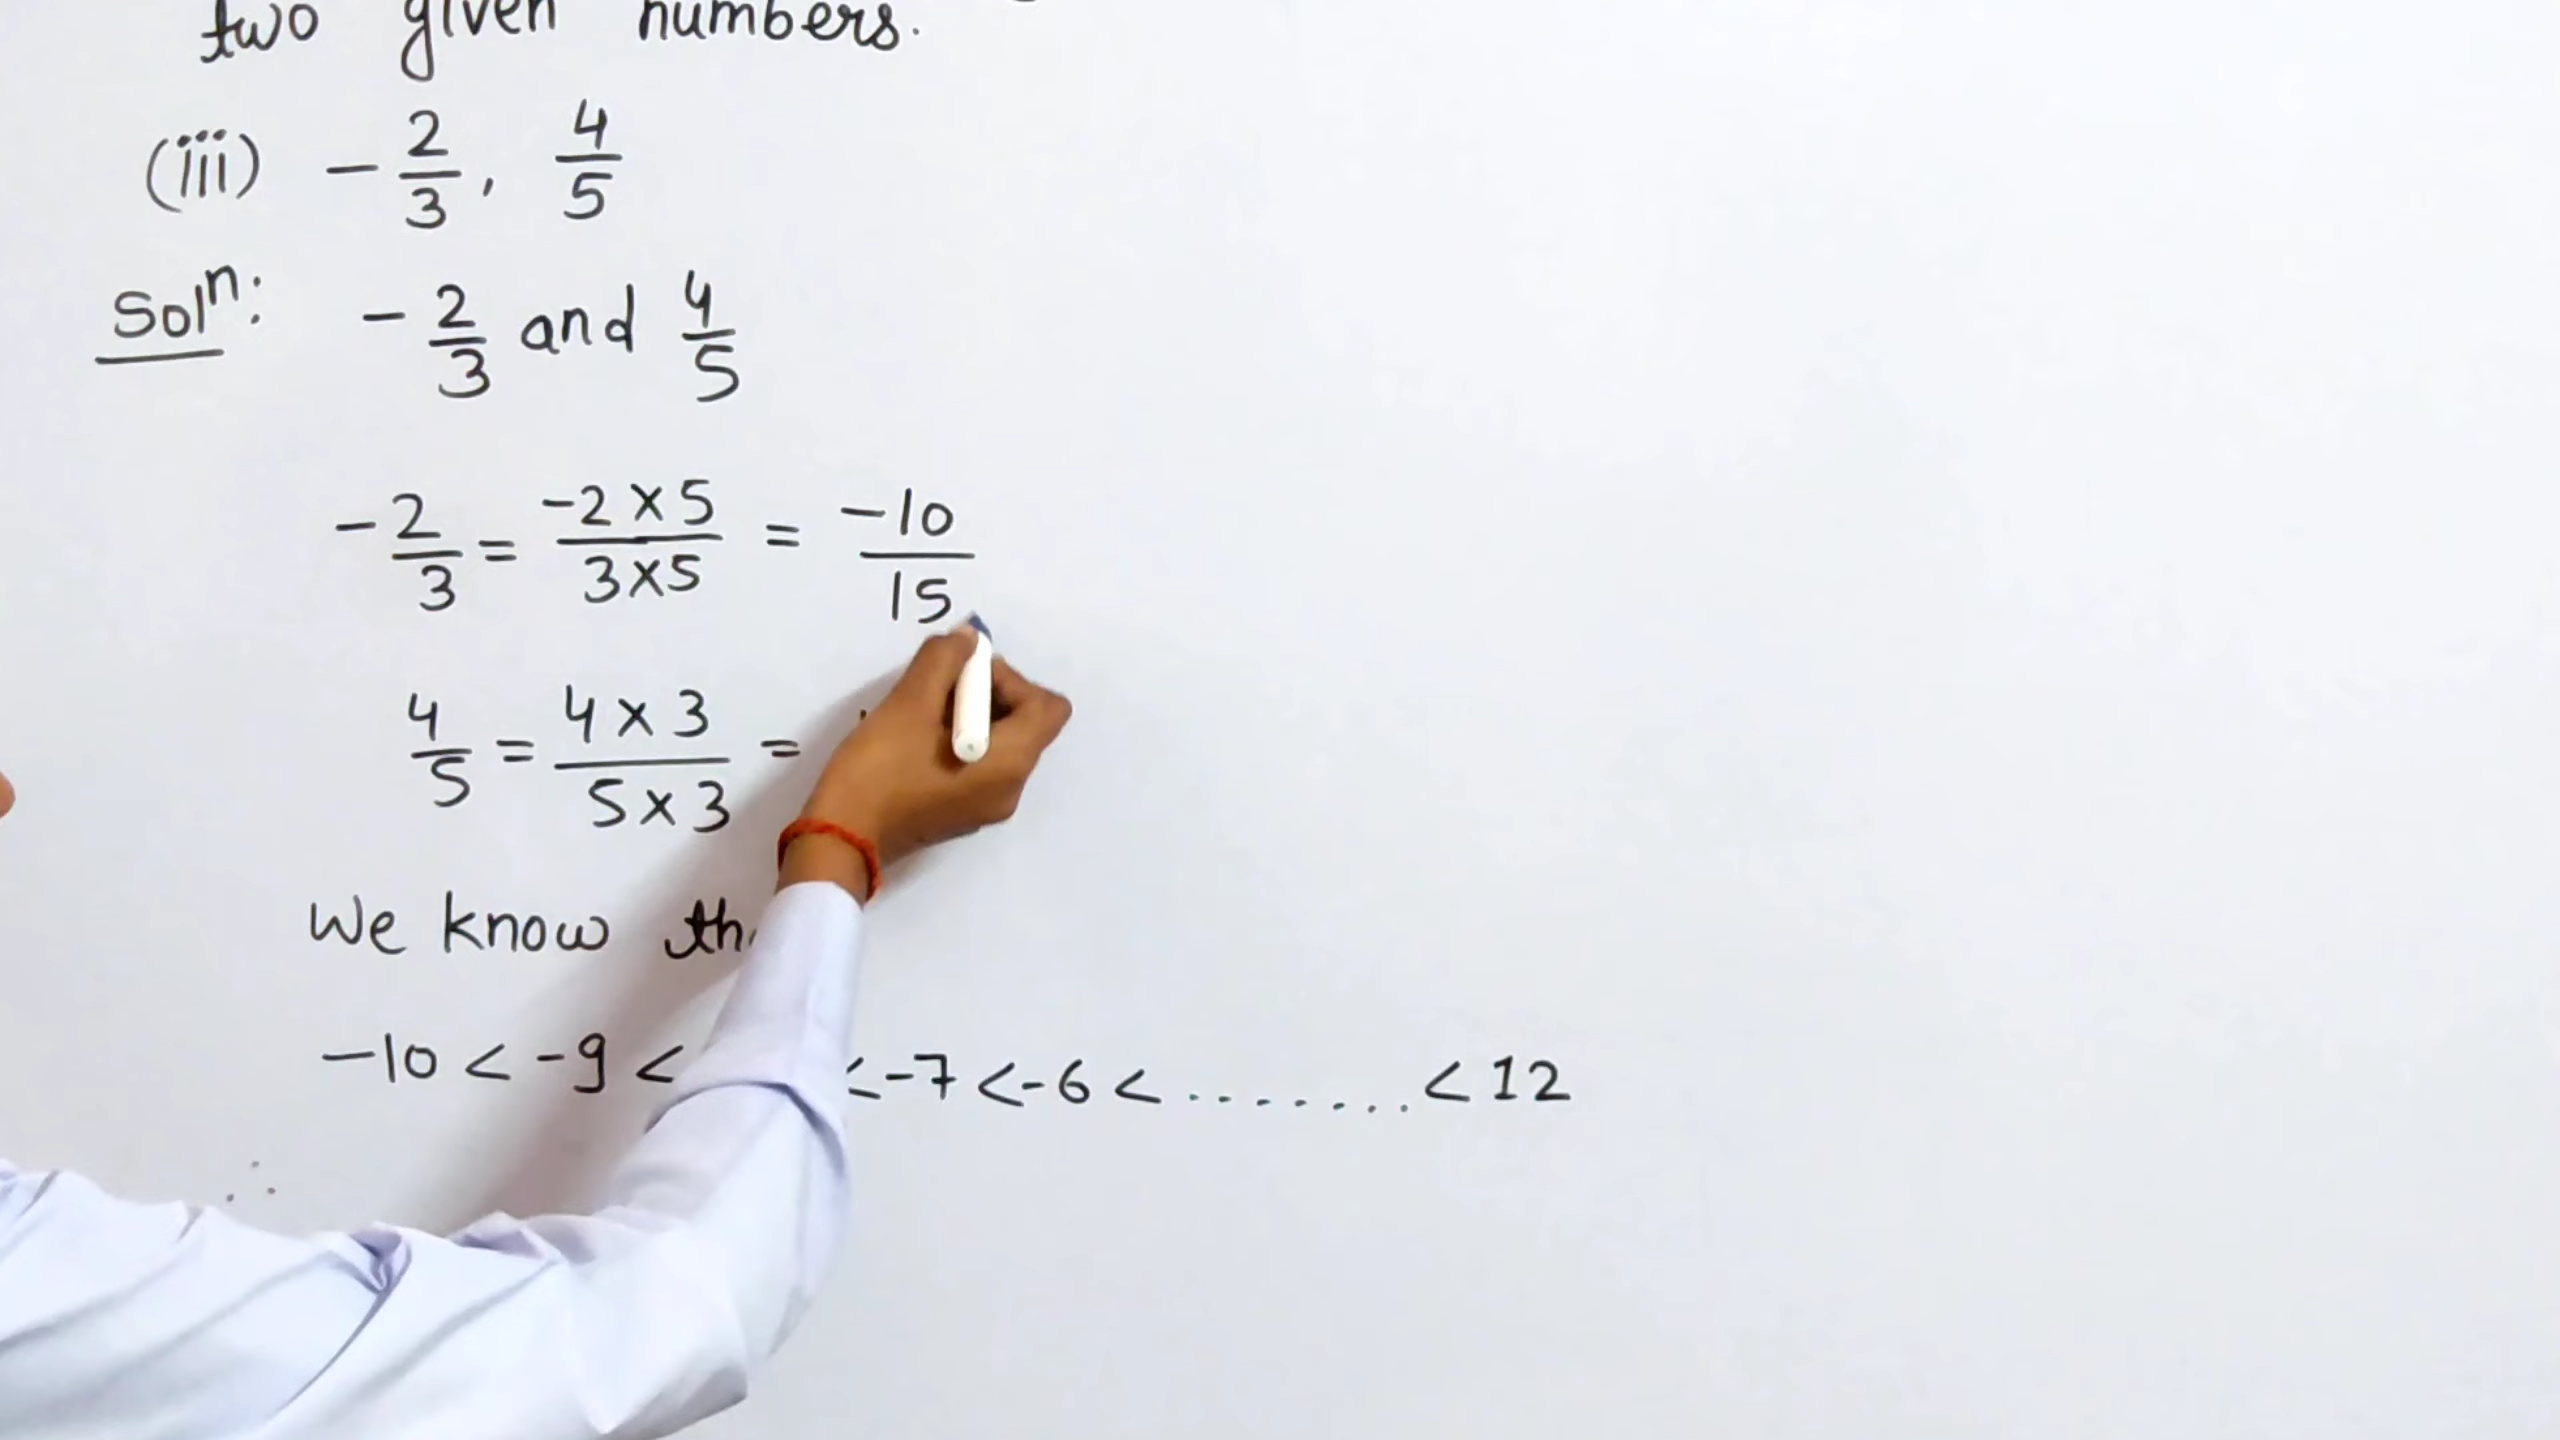 two given numbers.
(iii) -2/3, 4/5
Solⁿ: -2/3 and 4/5
-2/3 = -2 × 5 / 3 × 5 = -10/15
4/5 = 4 × 3 / 5 × 3 =
We know
-10 < -9 < < -7 < -6 < ........ < 12
∴